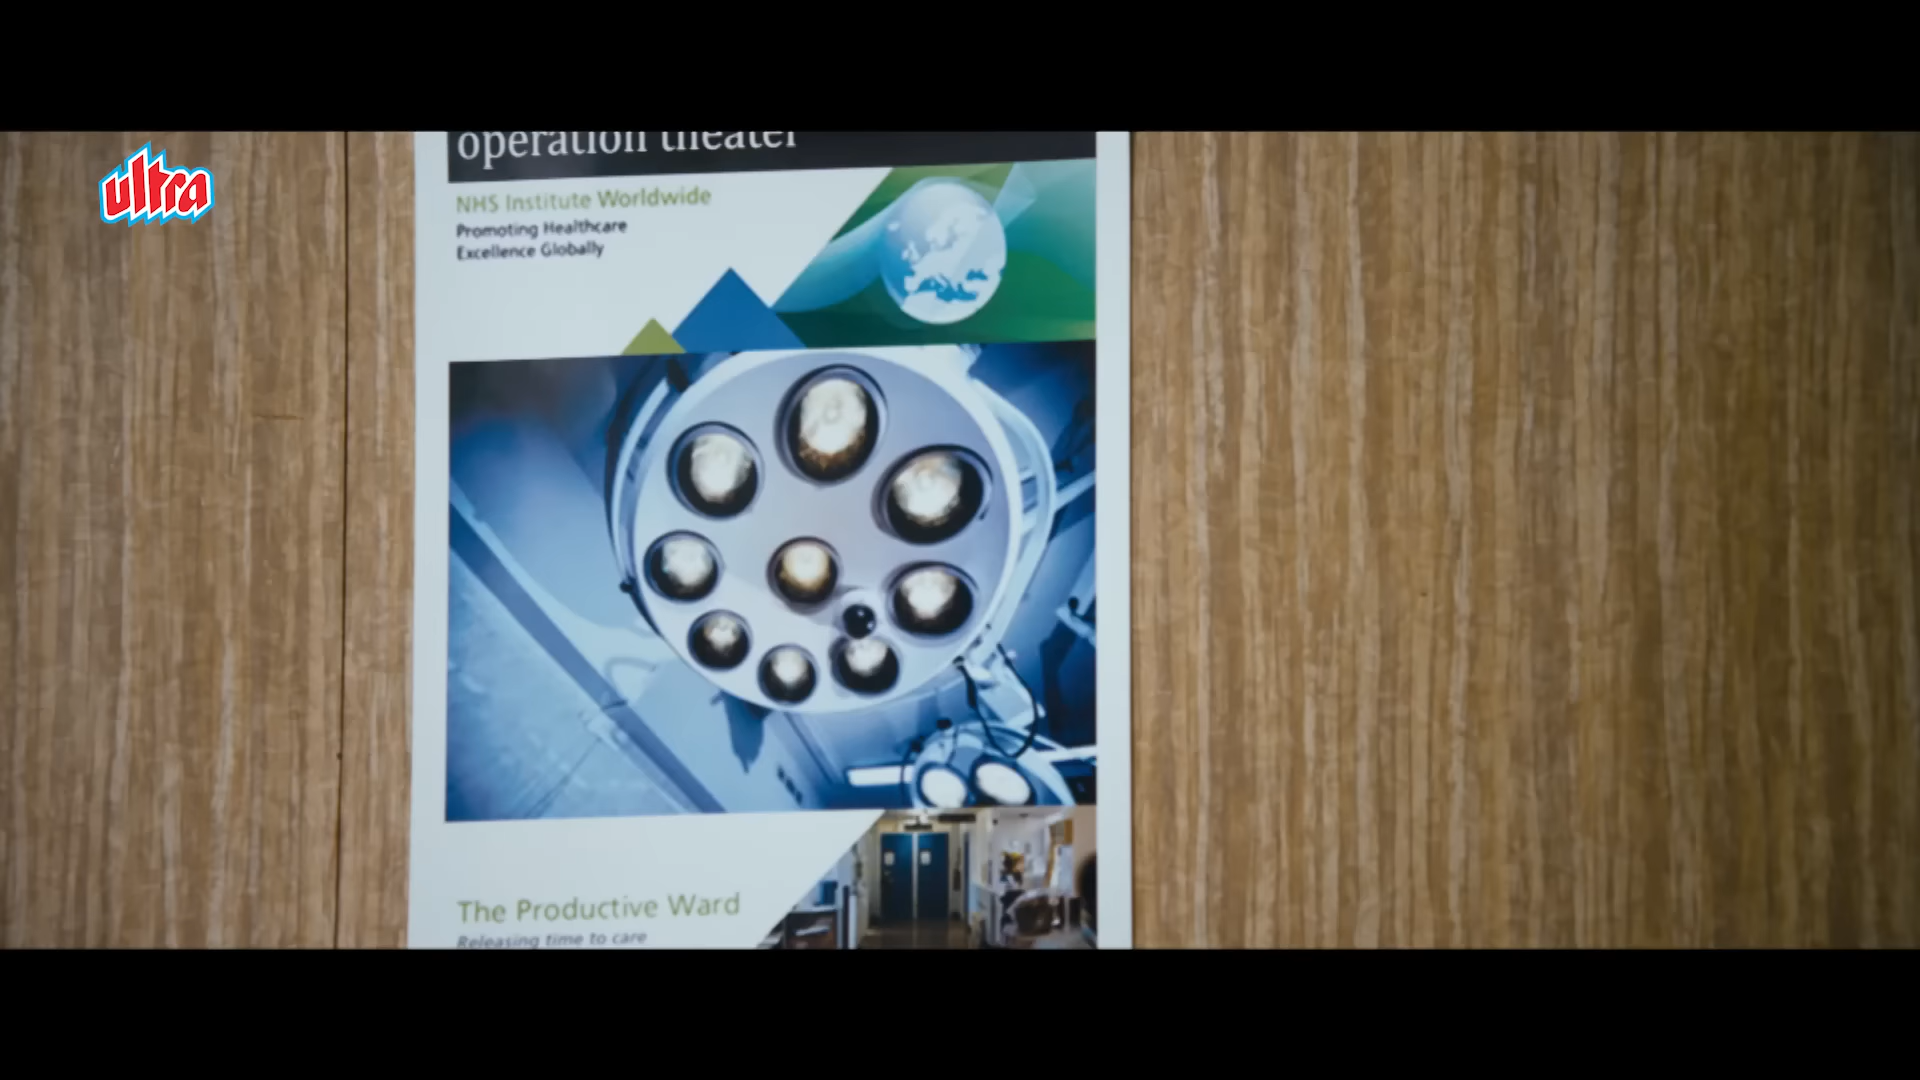 ultra
operation theater
NHS Institute Worldwide
Promoting Healthcare
Excellence Globally
The Productive Ward
Releasing time to care